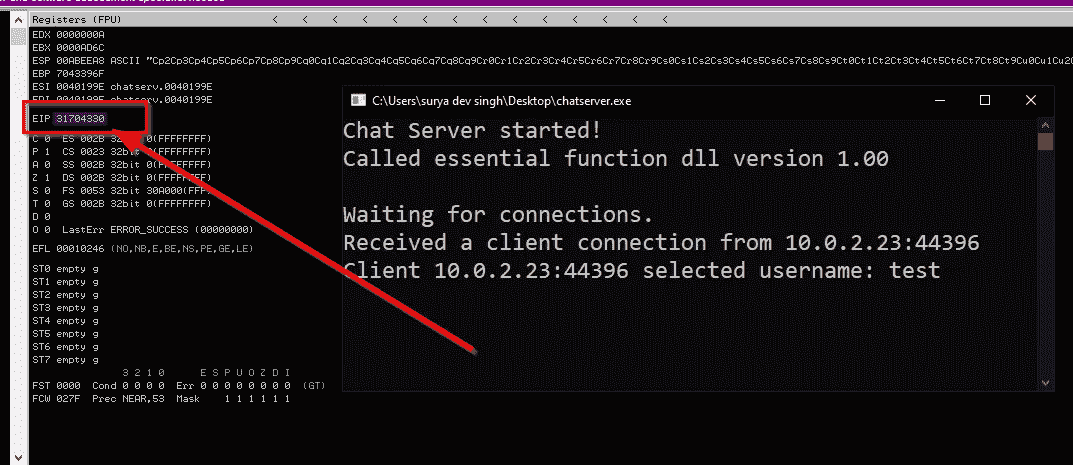 Registers (FPU) < < < < < < < < < <
EDX 0000000A
EBX 0000AD6C
ESP 00ABEEA8 ASCII "Cp2Cp3Cp4Cp5Cp6Cp7Cp8Cp9Cq0Cq1Cq2Cq3Cq4Cq5Cq6Cq7Cq8Cq9Cr0Cr1Cr2Cr3Cr4Cr5Cr6Cr7Cr8Cr9Cs0Cs1Cs2Cs3Cs4Cs5Cs6Cs7Cs8Cs9Ct0Ct1Ct2Ct3Ct4Ct5Ct6Ct7Ct8Ct9Cu0Cu1Cu2C
EBP 7043396F
ESI 0040199E chatserv.0040199E
EDI 0040199E chatserv.0040199E
EIP 31704330
C 0 ES 002B 32bit 0(FFFFFFFF)
P 1 CS 0023 32bit 0(FFFFFFFF)
A 0 SS 002B 32bit 0(FFFFFFFF)
Z 1 DS 002B 32bit 0(FFFFFFFF)
S 0 FS 0053 32bit 30A000(FFF)
T 0 GS 002B 32bit 0(FFFFFFFF)
D 0
O 0 LastErr ERROR_SUCCESS (00000000)
EFL 00010246 (NO,NB,E,BE,NS,PE,GE,LE)
ST0 empty g
ST1 empty g
ST2 empty g
ST3 empty g
ST4 empty g
ST5 empty g
ST6 empty g
ST7 empty g
3 2 1 0 E S P U O Z D I
FST 0000 Cond 0 0 0 0 Err 0 0 0 0 0 0 0 0 (GT)
FCW 027F Prec NEAR,53 Mask 1 1 1 1 1 1
C:\Users\surya dev singh\Desktop\chatserver.exe
Chat Server started!
Called essential function dll version 1.00
Waiting for connections.
Received a client connection from 10.0.2.23:44396
Client 10.0.2.23:44396 selected username: test